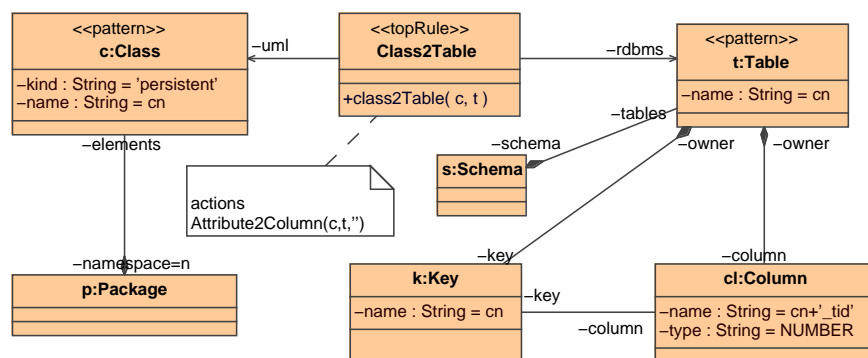 <<pattern>>
c:Class
–kind : String = 'persistent'
–name : String = cn
–uml
<<topRule>>
Class2Table
+class2Table( c, t )
–rdbms
<<pattern>>
t:Table
–name : String = cn
–elements
–tables
–schema
s:Schema
–owner
–owner
actions
Attribute2Column(c,t,'')
–namespace=n
p:Package
–key
k:Key
–name : String = cn
–key
–column
–column
cl:Column
–name : String = cn+'_tid'
–type : String = NUMBER